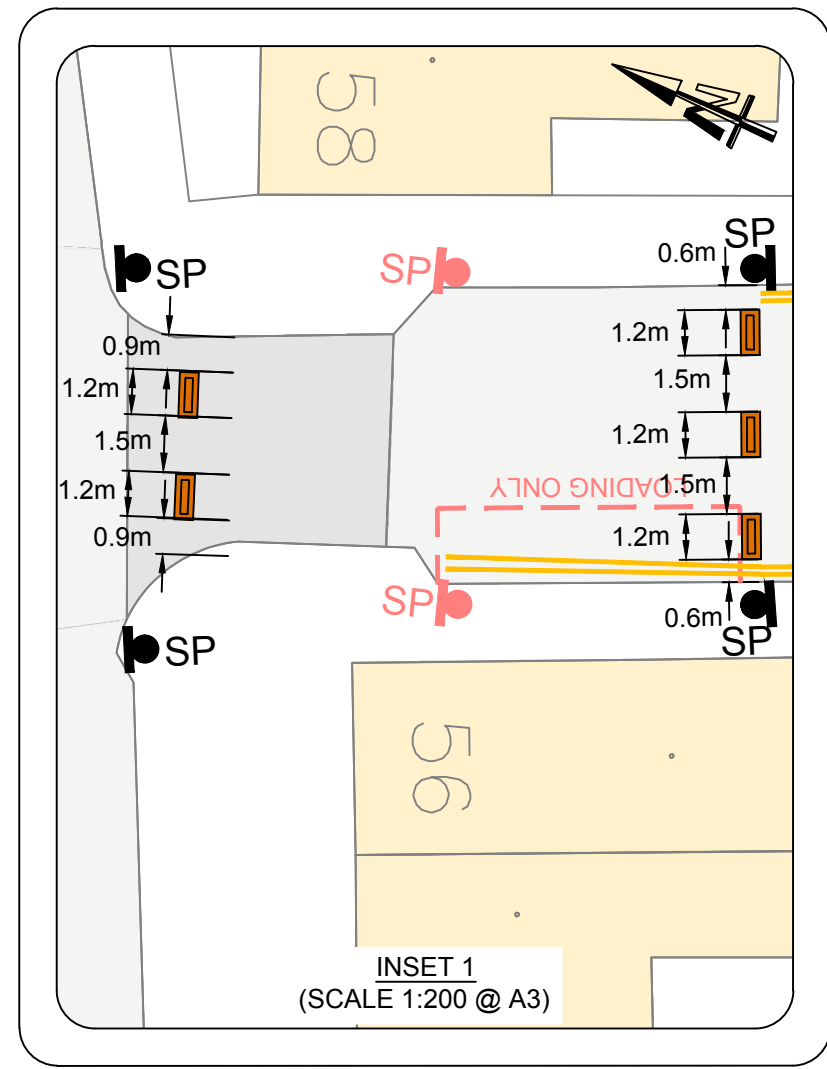 58
N
SP
SP
SP
0.6m
0.9m
1.2m
1.2m
1.5m
1.5m
1.2m
1.2m
LOADING ONLY
1.5m
0.9m
1.2m
SP
0.6m
SP
SP
56
INSET 1
(SCALE 1:200 @ A3)